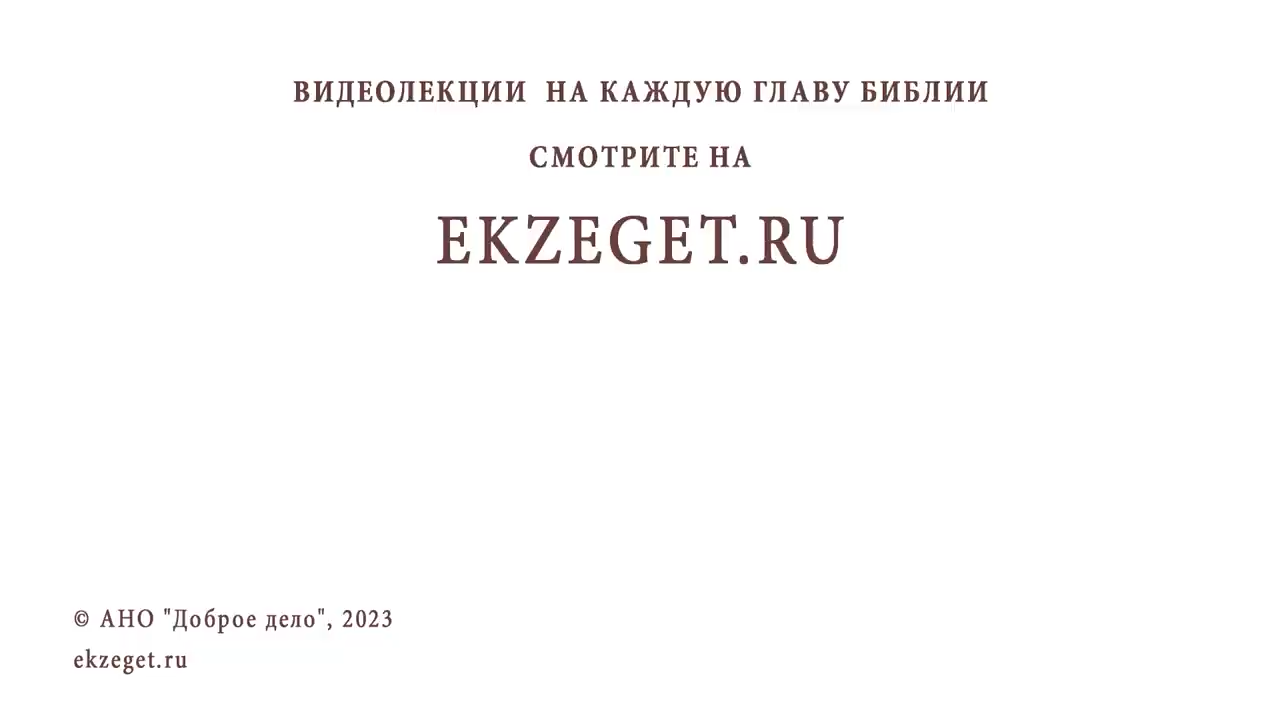 ВИДЕОЛЕКЦИИ НА КАЖДУЮ ГЛАВУ БИБЛИИ
СМОТРИТЕ НА
EKZEGET.RU
© АНО "Доброе дело", 2023
ekzeget.ru